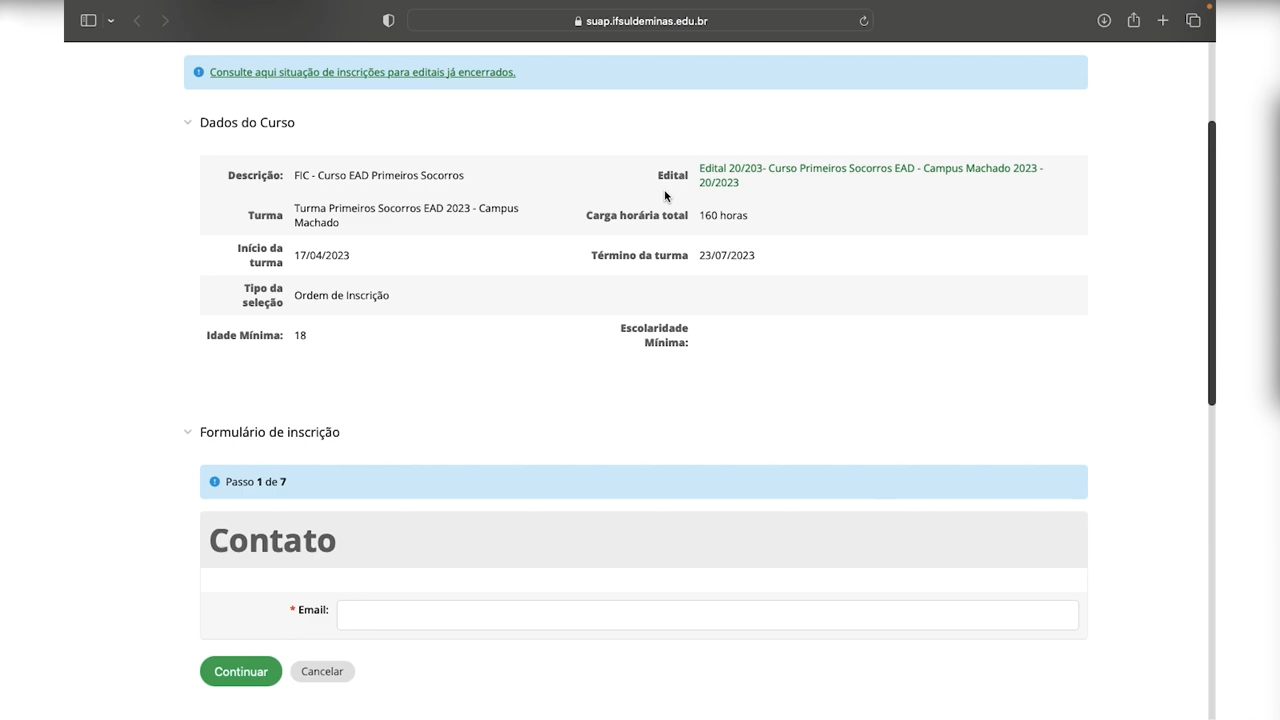 suap.ifsuldeminas.edu.br
Consulte aqui situação de inscrições para editais já encerrados.
Dados do Curso
Descrição: FIC - Curso EAD Primeiros Socorros
Edital Edital 20/203- Curso Primeiros Socorros EAD - Campus Machado 2023 -
20/2023
Turma Turma Primeiros Socorros EAD 2023 - Campus
Machado
Carga horária total 160 horas
Início da
turma 17/04/2023
Término da turma 23/07/2023
Tipo da
seleção Ordem de Inscrição
Idade Mínima: 18
Escolaridade
Mínima:
Formulário de inscrição
Passo 1 de 7
Contato
* Email:
Continuar Cancelar